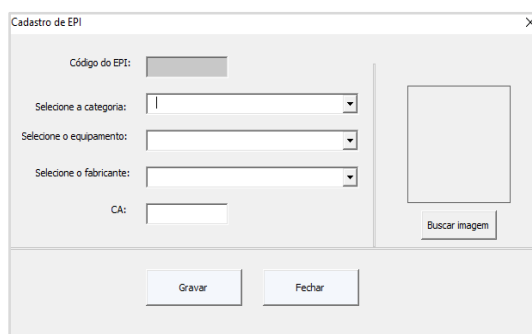 Cadastro de EPI
Código do EPI:
Selecione a categoria:
Selecione o equipamento:
Selecione o fabricante:
CA:
Buscar imagem
Gravar
Fechar